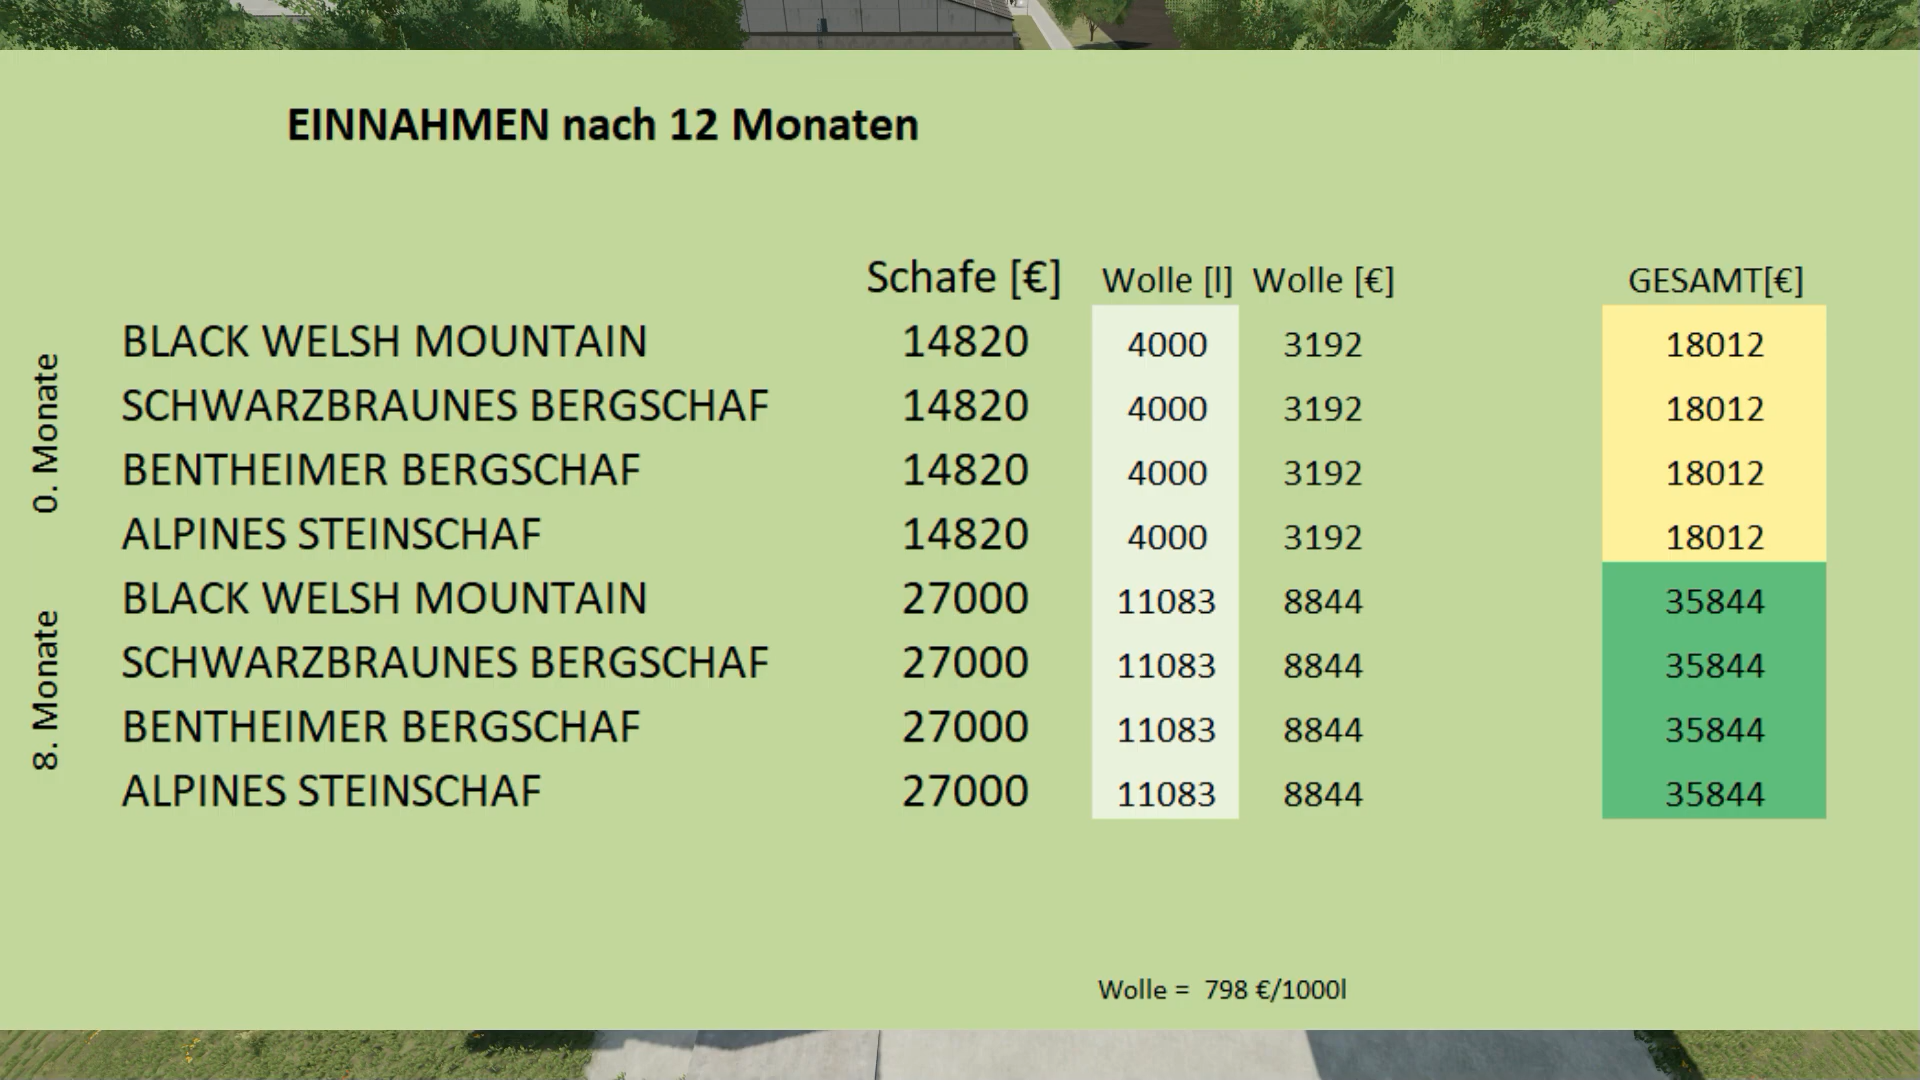 EINNAHMEN nach 12 Monaten
Schafe [€] Wolle [l] Wolle [€] GESAMT[€]
0. Monate
BLACK WELSH MOUNTAIN 14820 4000 3192 18012
SCHWARZBRAUNES BERGSCHAF 14820 4000 3192 18012
BENTHEIMER BERGSCHAF 14820 4000 3192 18012
ALPINES STEINSCHAF 14820 4000 3192 18012
8. Monate
BLACK WELSH MOUNTAIN 27000 11083 8844 35844
SCHWARZBRAUNES BERGSCHAF 27000 11083 8844 35844
BENTHEIMER BERGSCHAF 27000 11083 8844 35844
ALPINES STEINSCHAF 27000 11083 8844 35844
Wolle = 798 €/1000l